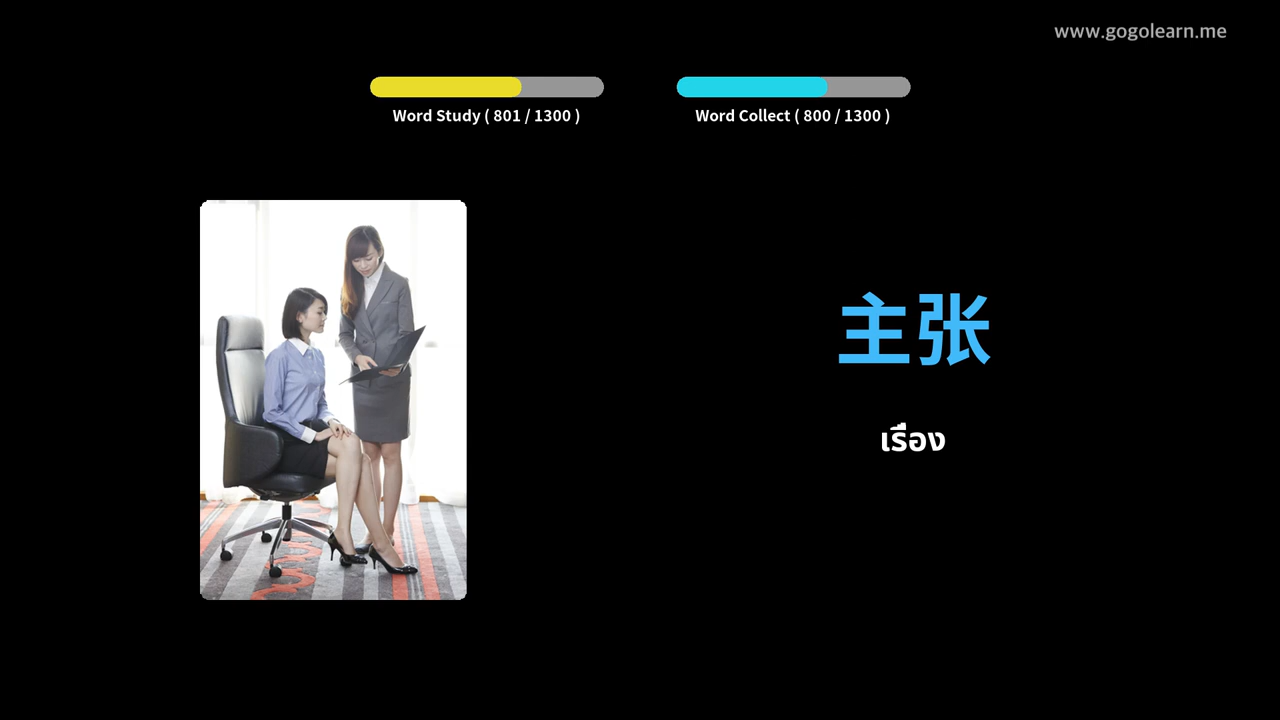 www.gogolearn.me
Word Study ( 801 / 1300 )
Word Collect ( 800 / 1300 )
主张
เรื่อง